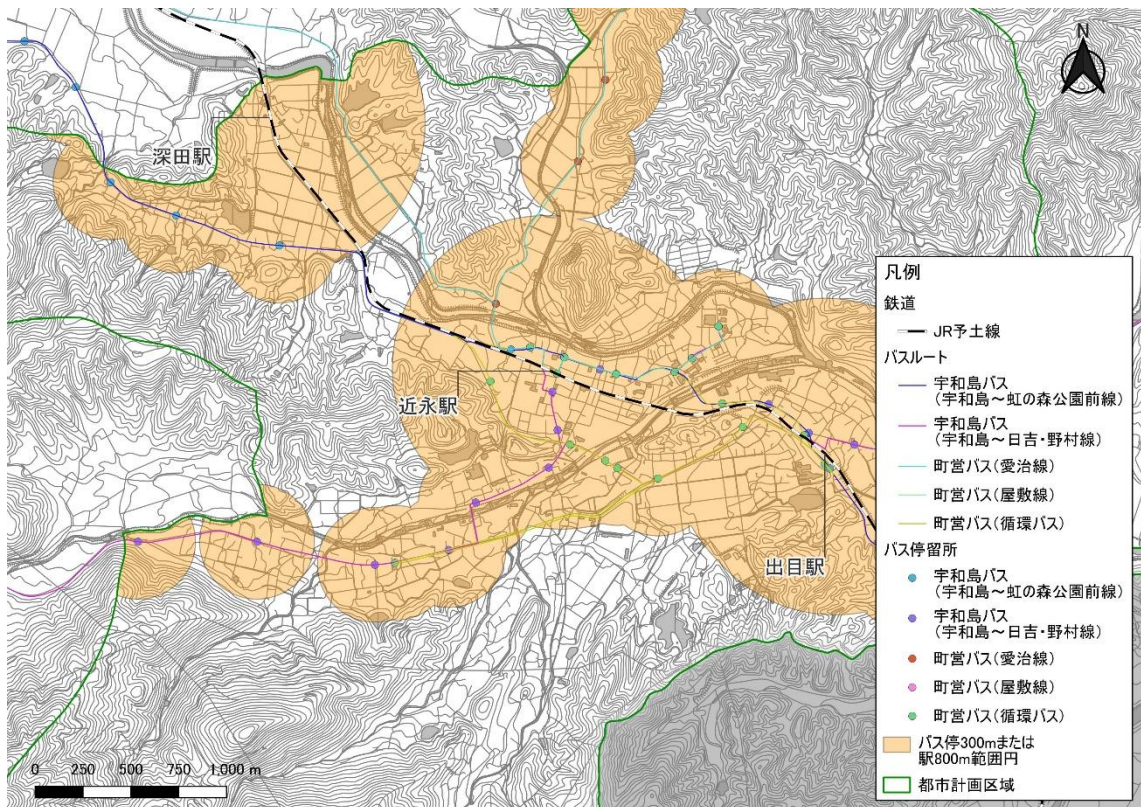 N
深田駅
近永駅
出目駅
凡例
鉄道
JR予土線
バスルート
宇和島バス
(宇和島~虹の森公園前線)
宇和島バス
(宇和島~日吉・野村線)
町営バス(愛治線)
町営バス(屋敷線)
町営バス(循環バス)
バス停留所
宇和島バス
(宇和島~虹の森公園前線)
宇和島バス
(宇和島~日吉・野村線)
町営バス(愛治線)
町営バス(屋敷線)
町営バス(循環バス)
バス停300mまたは
駅800m範囲円
都市計画区域
0 250 500 750 1,000 m